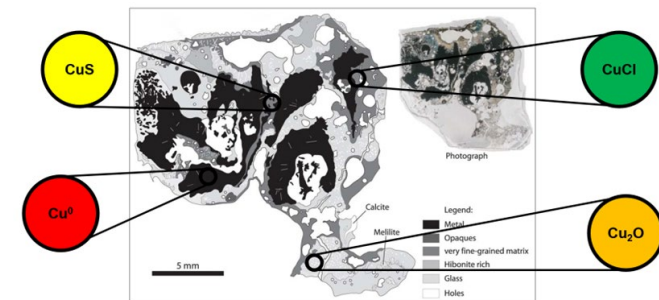 CuS
CuCl
Photograph
Cu⁰
Calcite
Melilite
Legend:
Metal
Opaques
very fine-grained matrix
Hibonite rich
Glass
Holes
Cu₂O
5 mm